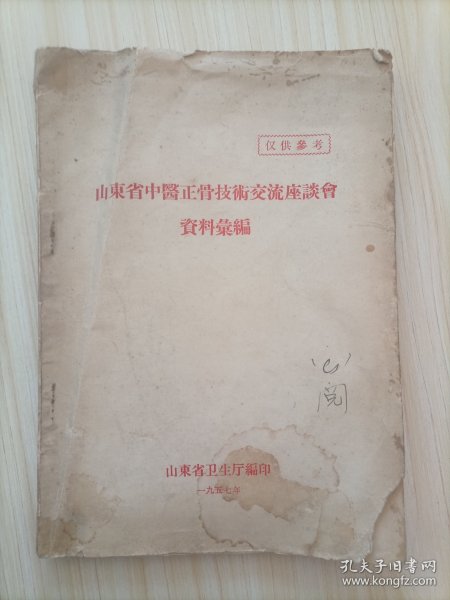 仅供參考
山東省中醫正骨技術交流座談會
資料彙編
(已)
閱
山東省卫生厅編印
一九五七年
孔夫子旧书网
www.kongfz.com